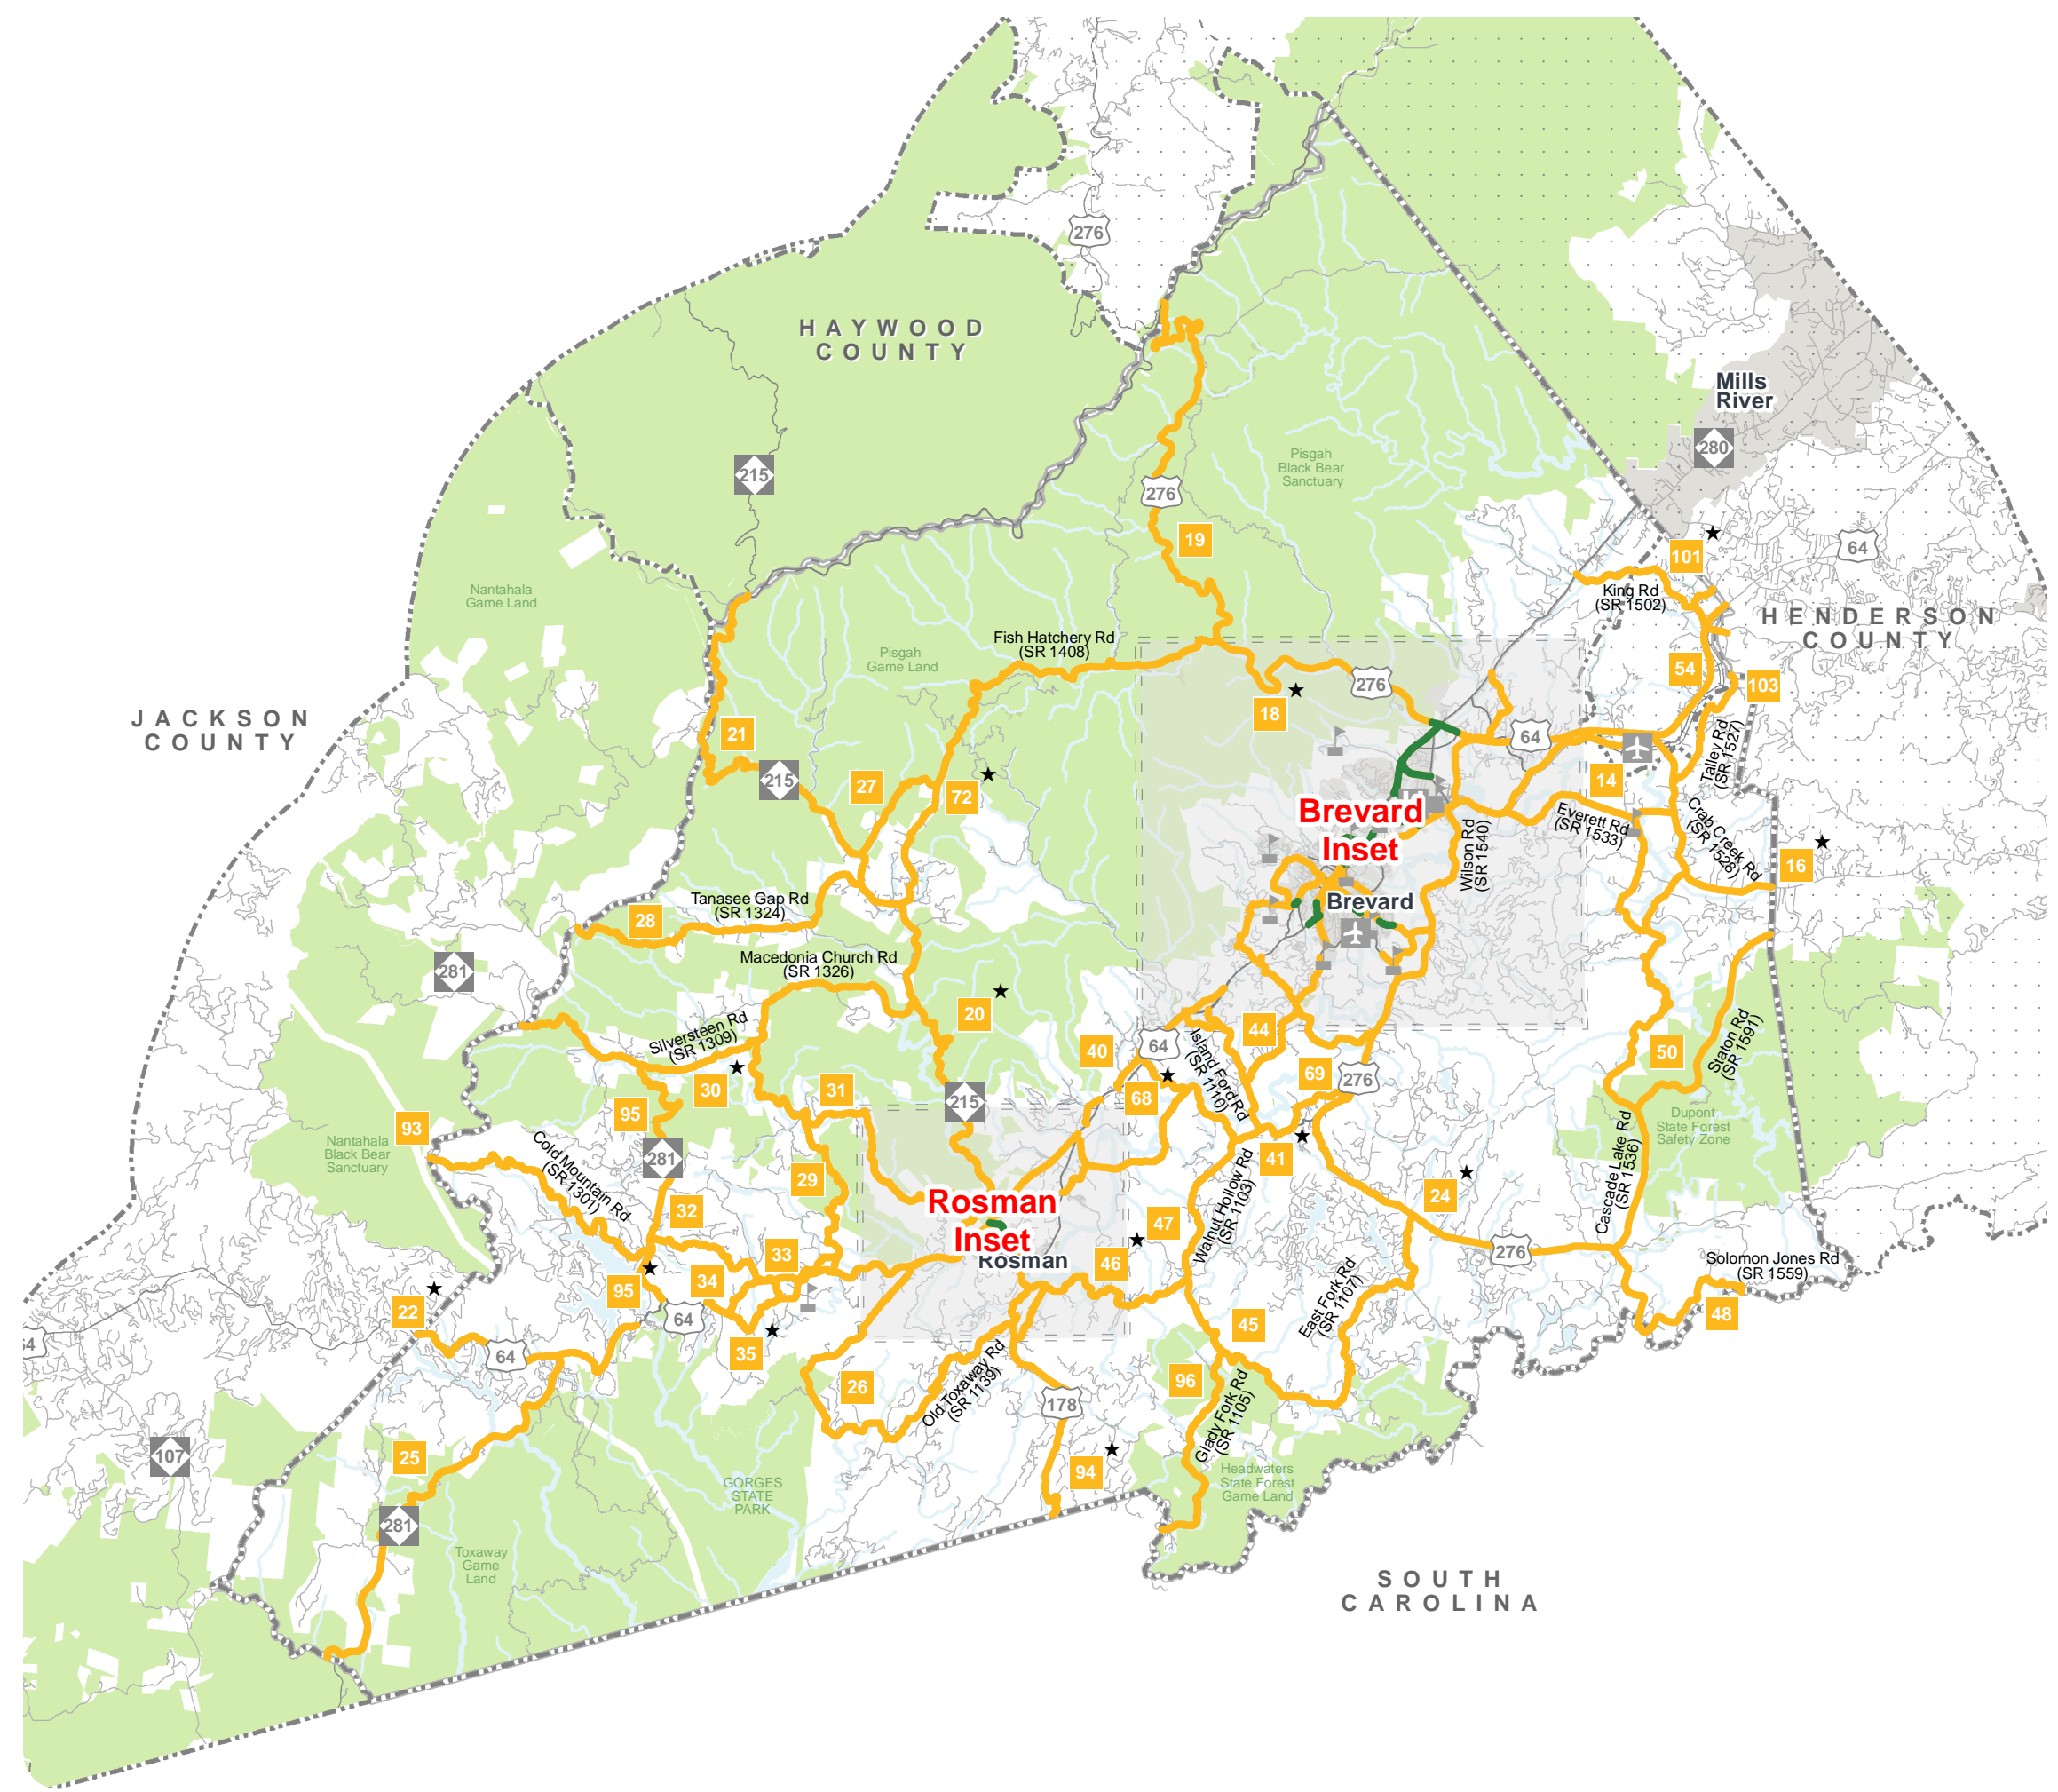 276
HAYWOOD
COUNTY
Mills
River
280
Pisgah
Black Bear
Sanctuary
215
276
19
101
64
Nantahala
Game Land
King Rd
(SR 1502)
HENDERSON
COUNTY
Fish Hatchery Rd
(SR 1408)
Pisgah
Game Land
54
103
276
18
JACKSON
COUNTY
21
64
Talley Rd
(SR 1527)
215
27
72
14
Brevard
Inset
Everett Rd
(SR 1533)
Crab Creek Rd
(SR 1528)
Wilson Rd
(SR 1540)
16
Tanasee Gap Rd
(SR 1324)
28
Brevard
281
Macedonia Church Rd
(SR 1326)
20
Silversteen Rd
(SR 1309)
44
40
64
50
Staton Rd
(SR 1591)
30
31
69
276
Island Ford Rd
(SR 1110)
68
215
95
93
Nantahala
Black Bear
Sanctuary
Dupont
State Forest
Safety Zone
281
Cold Mountain Rd
(SR 1301)
41
29
Walnut Hollow Rd
(SR 1103)
24
Cascade Lake Rd
(SR 1536)
32
Rosman
Inset
47
33
Rosman
46
276
Solomon Jones Rd
(SR 1559)
34
95
22
64
48
45
East Fork Rd
(SR 1107)
64
64
35
26
Old Toxaway Rd
(SR 1139)
96
178
Glady Fork Rd
(SR 1105)
25
107
94
GORGES
STATE
PARK
Headwaters
State Forest
Game Land
281
Toxaway
Game
Land
SOUTH
CAROLINA